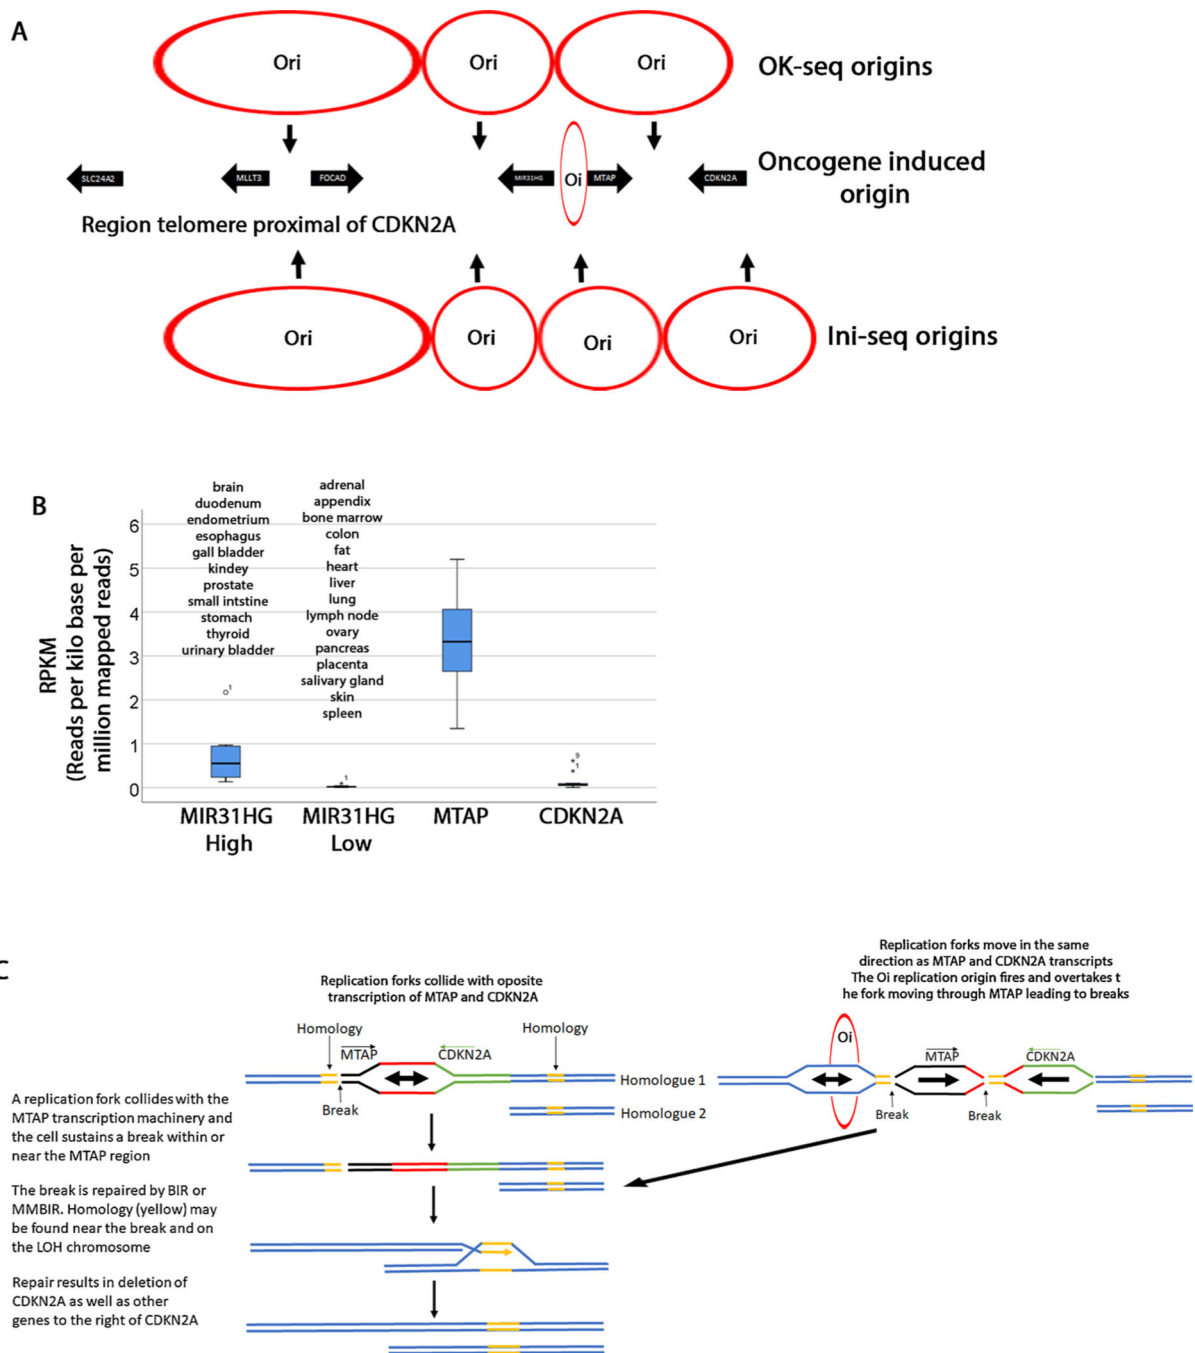 A
Ori
Ori
Ori
OK-seq origins
SLC24A2
MLLT3
FOCAD
MIR31HG
Oi
MTAP
CDKN2A
Oncogene induced
origin
Region telomere proximal of CDKN2A
Ori
Ori
Ori
Ori
Ini-seq origins
B
RPKM
(Reads per kilo base per
million mapped reads)
6
5
4
3
2
1
0
brain
duodenum
endometrium
esophagus
gall bladder
kindey
prostate
small intstine
stomach
thyroid
urinary bladder
adrenal
appendix
bone marrow
colon
fat
heart
liver
lung
lymph node
ovary
pancreas
placenta
salivary gland
skin
spleen
1
1
9
1
MIR31HG
High
MIR31HG
Low
MTAP
CDKN2A
C
Replication forks collide with oposite
transcription of MTAP and CDKN2A
Homology
MTAP
CDKN2A
Homology
Break
Homologue 1
Homologue 2
Replication forks move in the same
direction as MTAP and CDKN2A transcripts
The Oi replication origin fires and overtakes t
he fork moving through MTAP leading to breaks
Oi
MTAP
CDKN2A
Break
Break
A replication fork collides with the
MTAP transcription machinery and
the cell sustains a break within or
near the MTAP region
The break is repaired by BIR or
MMBIR. Homology (yellow) may
be found near the break and on
the LOH chromosome
Repair results in deletion of
CDKN2A as well as other
genes to the right of CDKN2A